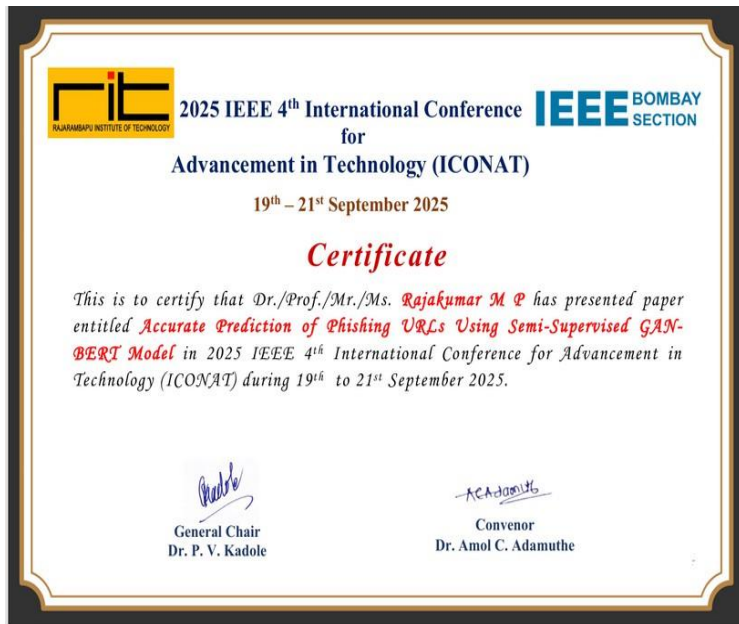 rit
RAJARAMBAPU INSTITUTE OF TECHNOLOGY
2025 IEEE 4th International Conference
for
Advancement in Technology (ICONAT)
IEEE BOMBAY
SECTION
19th – 21st September 2025
Certificate
This is to certify that Dr./Prof./Mr./Ms. Rajakumar M P has presented paper
entitled Accurate Prediction of Phishing URLs Using Semi-Supervised GAN-
BERT Model in 2025 IEEE 4th International Conference for Advancement in
Technology (ICONAT) during 19th to 21st September 2025.
General Chair
Dr. P. V. Kadole
Convenor
Dr. Amol C. Adamuthe